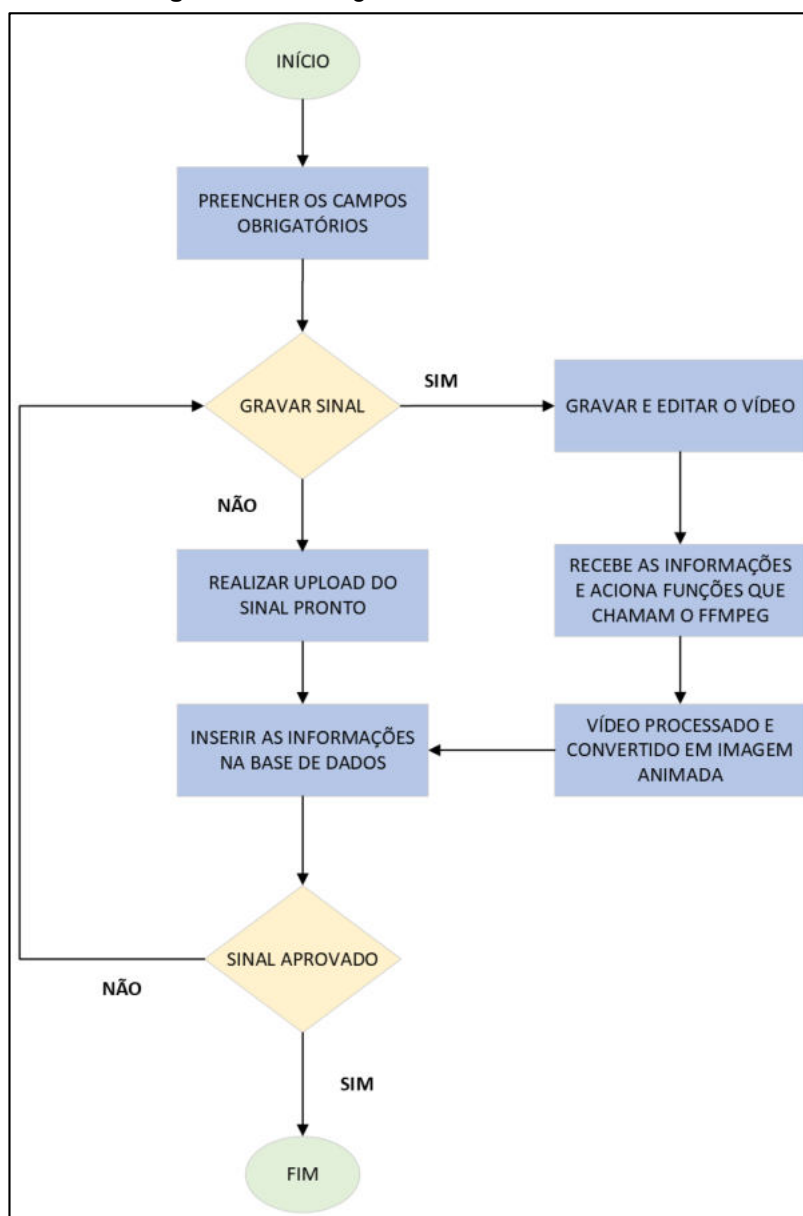 INÍCIO
PREENCHER OS CAMPOS
OBRIGATÓRIOS
GRAVAR SINAL
SIM
GRAVAR E EDITAR O VÍDEO
NÃO
REALIZAR UPLOAD DO
SINAL PRONTO
RECEBE AS INFORMAÇÕES
E ACIONA FUNÇÕES QUE
CHAMAM O FFMPEG
INSERIR AS INFORMAÇÕES
NA BASE DE DADOS
VÍDEO PROCESSADO E
CONVERTIDO EM IMAGEM
ANIMADA
SINAL APROVADO
NÃO
SIM
FIM